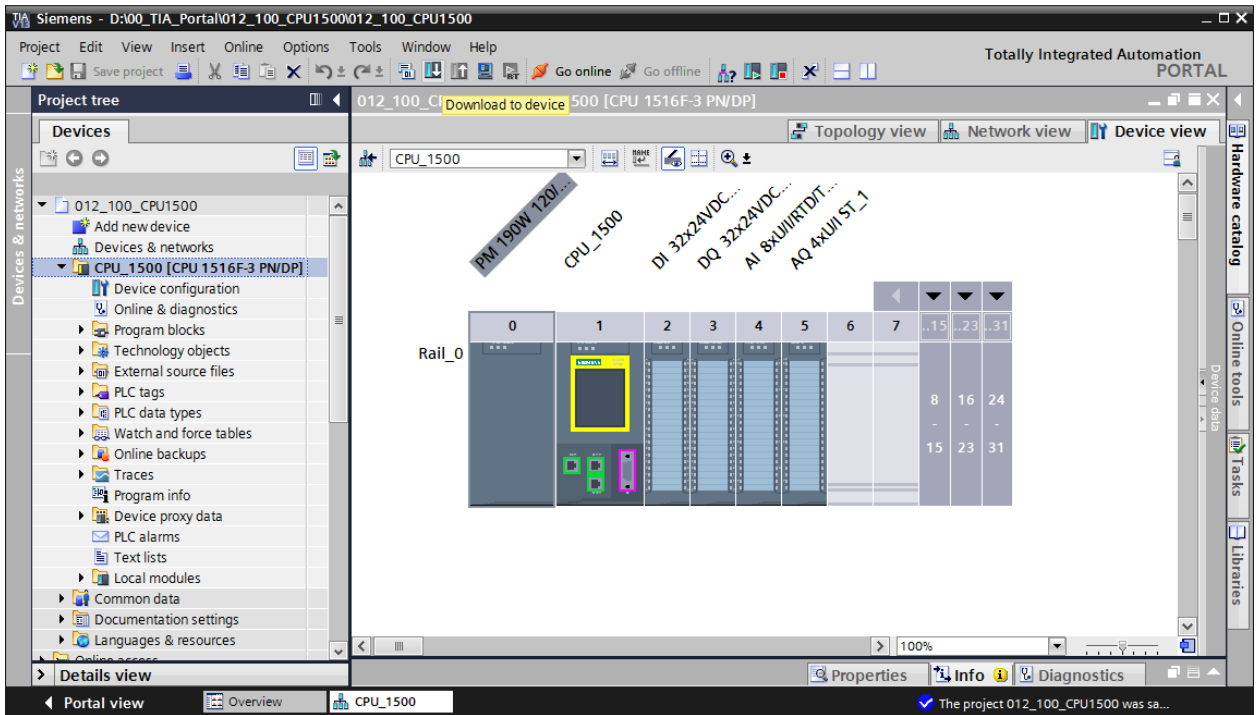 Siemens - D:\00_TIA_Portal\012_100_CPU1500\012_100_CPU1500
Project Edit View Insert Online Options Tools Window Help
Totally Integrated Automation
PORTAL
Save project Go online Go offline
Project tree
012_100_C 500 [CPU 1516F-3 PN/DP]
Download to device
Devices
Topology view Network view Device view
CPU_1500
012_100_CPU1500
Add new device
Devices & networks
CPU_1500 [CPU 1516F-3 PN/DP]
Device configuration
Online & diagnostics
Program blocks
Technology objects
External source files
PLC tags
PLC data types
Watch and force tables
Online backups
Traces
Program info
Device proxy data
PLC alarms
Text lists
Local modules
Common data
Documentation settings
Languages & resources
Online access
Details view
Devices & networks
PM 190W 120/...
CPU_1500
DI 32x24VDC...
DQ 32x24VDC...
AI 8xU/I/RTD/T...
AQ 4xU/I ST_1
0 1 2 3 4 5 6 7 ..15 ..23 ..31
Rail_0
SIEMENS
8 16 24
- - -
15 23 31
100%
Device data
Hardware catalog
Online tools
Tasks
Libraries
Properties Info Diagnostics
Portal view Overview CPU_1500 The project 012_100_CPU1500 was sa...